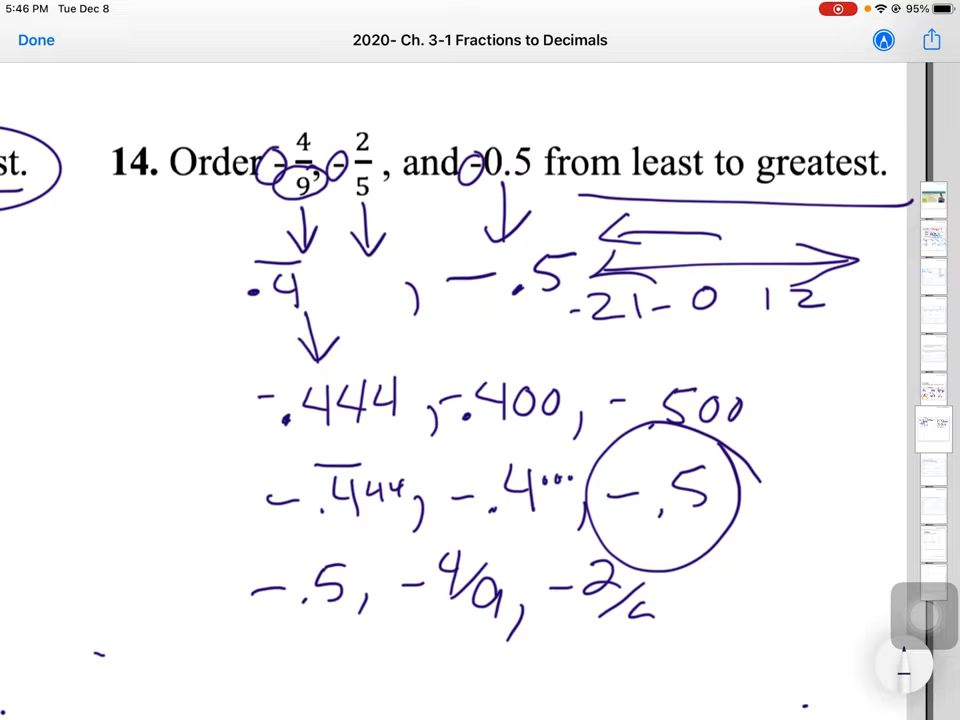 5:46 PM Tue Dec 8 95%
Done 2020- Ch. 3-1 Fractions to Decimals
st. 14. Order -4/9, -2/5, and -0.5 from least to greatest.
.4̅ , -.5
-2 1- 0 1 2
-.444, -.400, -.500
-.4̅44, -.4000, -.5
-.5, -4/9, -2/